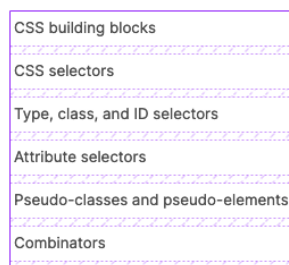 CSS building blocks
CSS selectors
Type, class, and ID selectors
Attribute selectors
Pseudo-classes and pseudo-elements
Combinators